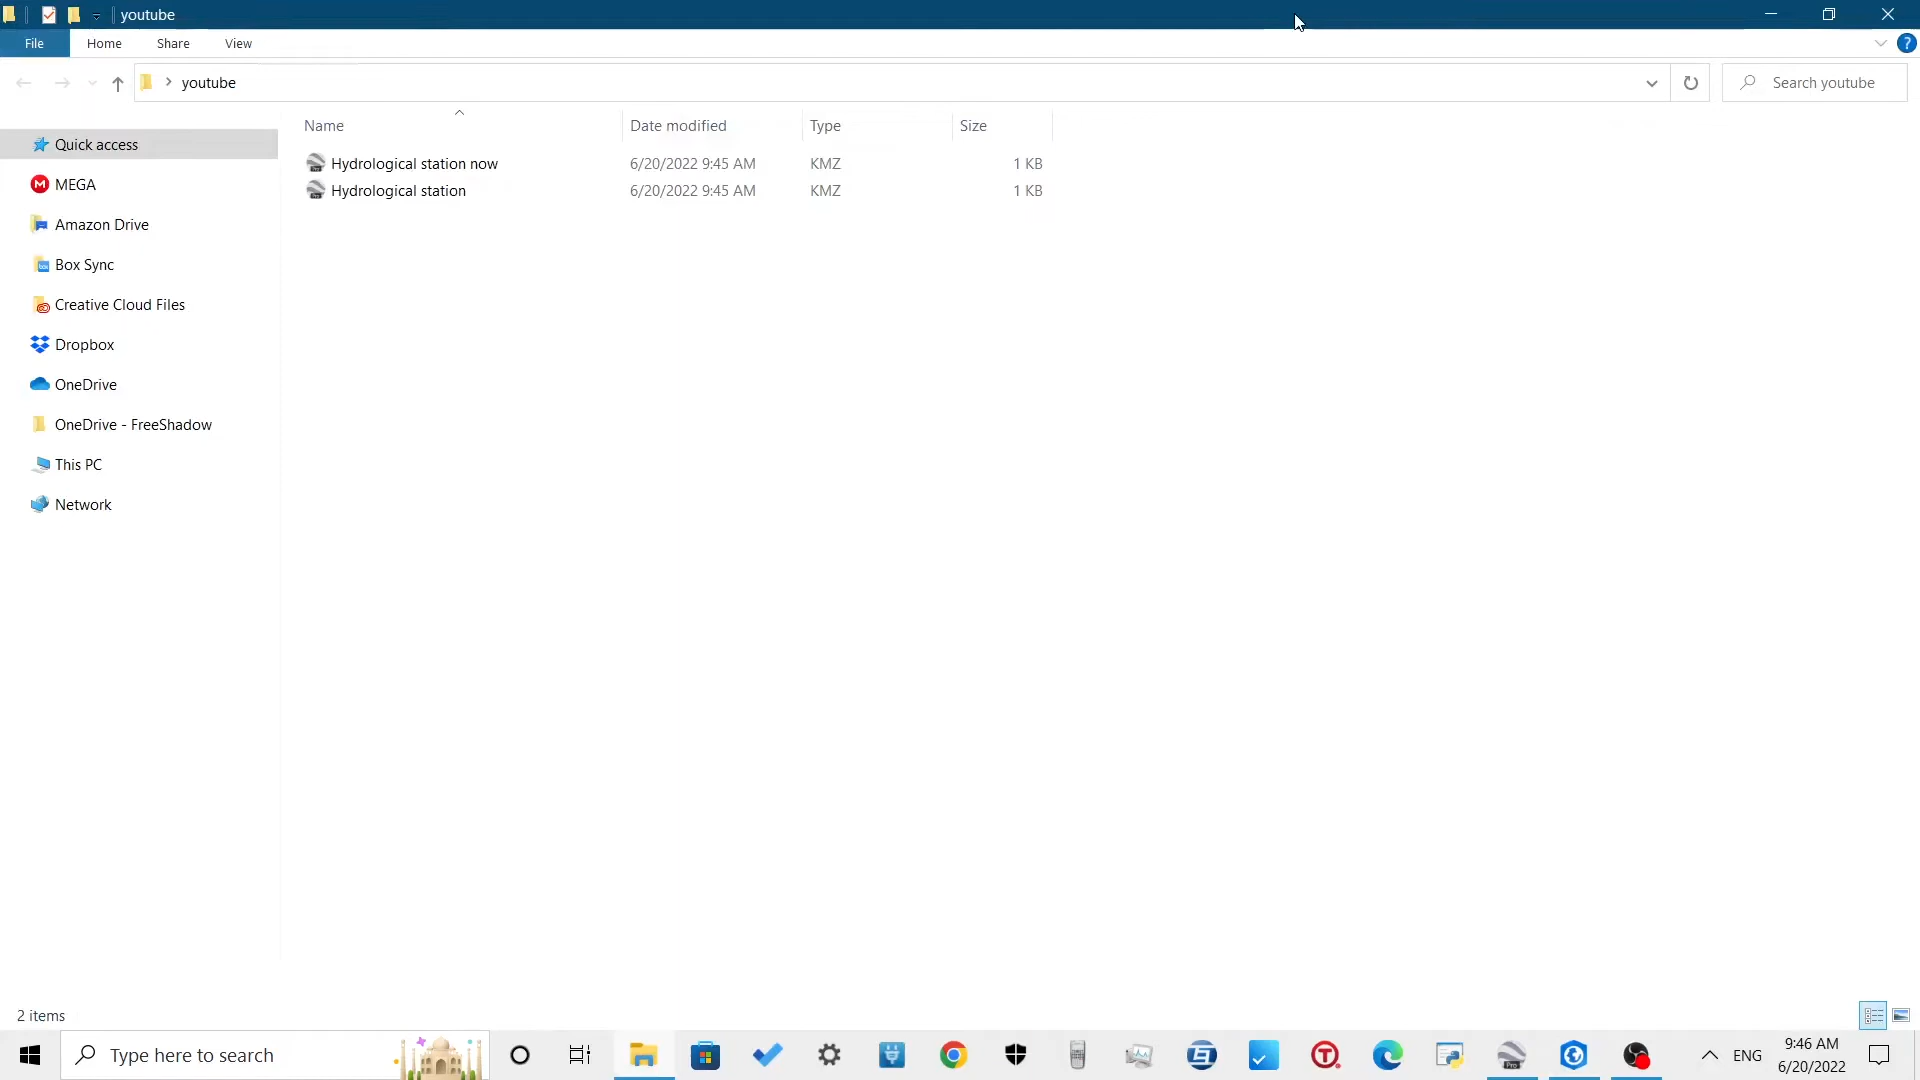 youtube
File Home Share View
youtube
Search youtube
Name Date modified Type Size
Hydrological station now 6/20/2022 9:45 AM KMZ 1 KB
Hydrological station 6/20/2022 9:45 AM KMZ 1 KB
Quick access
MEGA
Amazon Drive
Box Sync
Creative Cloud Files
Dropbox
OneDrive
OneDrive - FreeShadow
This PC
Network
2 items
Type here to search
ENG
9:46 AM
6/20/2022